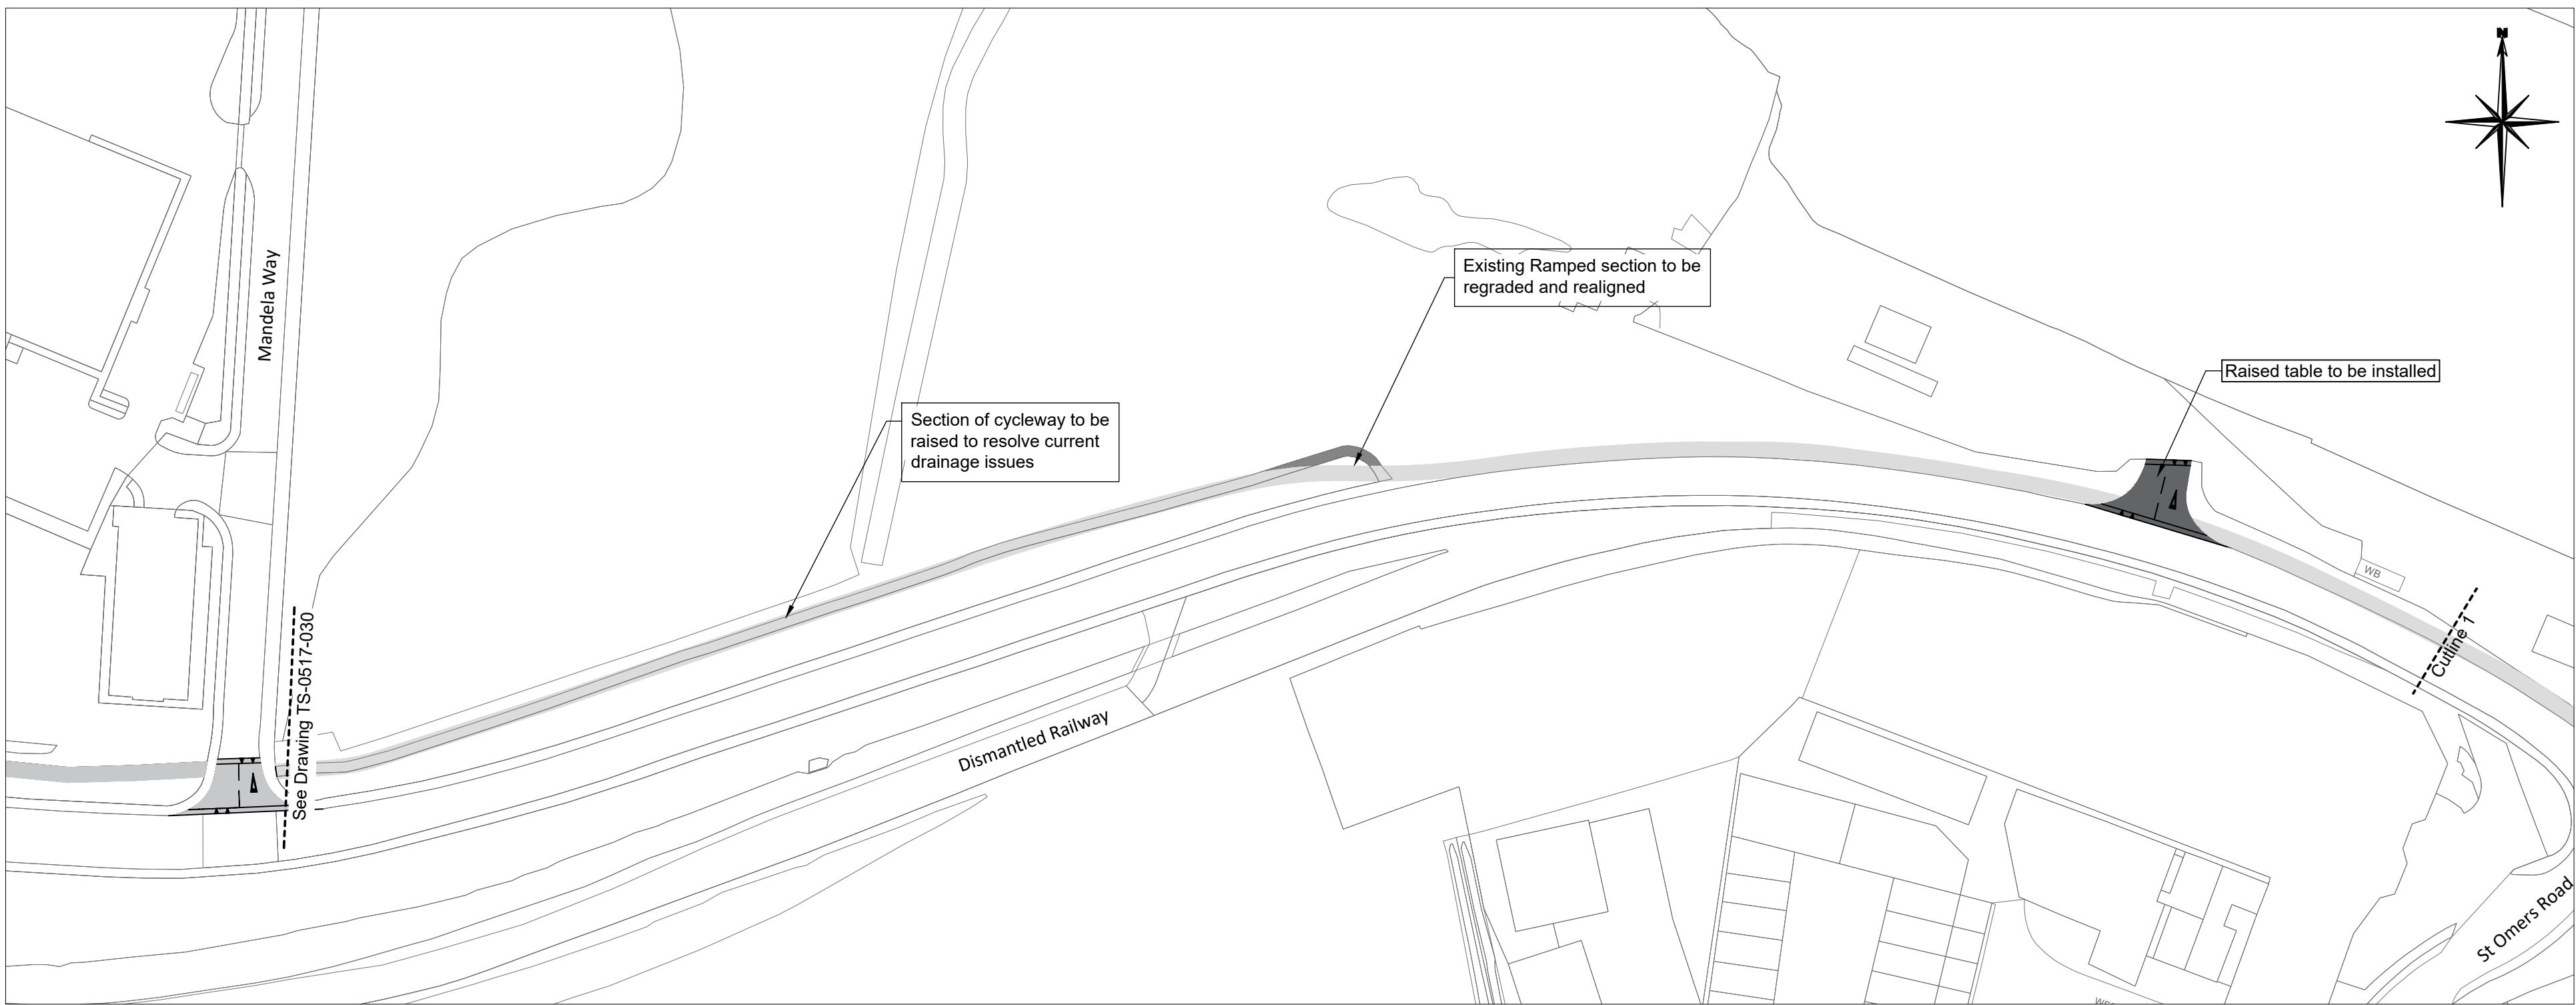 N
Mandela Way
Existing Ramped section to be
regraded and realigned
Raised table to be installed
Section of cycleway to be
raised to resolve current
drainage issues
WB
See Drawing TS-0517-030
Cutline 1
Dismantled Railway
St Omers Road